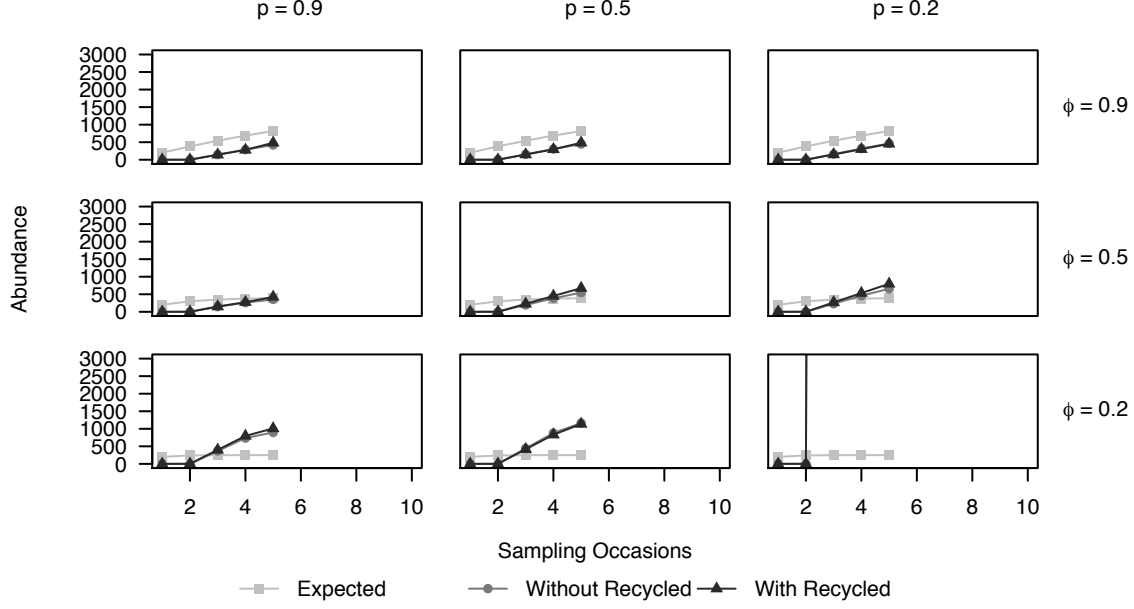 p = 0.9 p = 0.5 p = 0.2
3000
2500
2000
1500
1000
500
0
ϕ = 0.9
3000
2500
2000
1500
1000
500
0
ϕ = 0.5
3000
2500
2000
1500
1000
500
0
ϕ = 0.2
Abundance
2 4 6 8 10 2 4 6 8 10 2 4 6 8 10
Sampling Occasions
Expected Without Recycled With Recycled